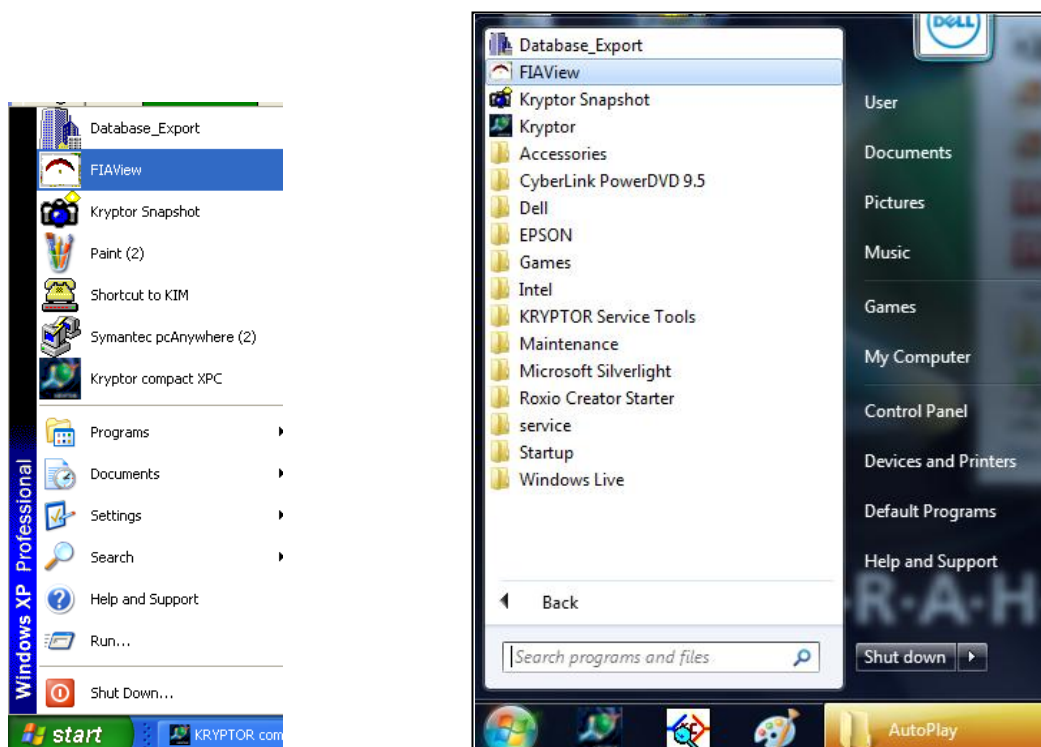 Database_Export
FIAView
Kryptor Snapshot
Paint (2)
Shortcut to KIM
Symantec pcAnywhere (2)
Kryptor compact XPC
Programs
Documents
Settings
Search
Help and Support
Run...
Shut Down...
Windows XP Professional
start
KRYPTOR com
Database_Export
FIAView
Kryptor Snapshot
Kryptor
Accessories
CyberLink PowerDVD 9.5
Dell
EPSON
Games
Intel
KRYPTOR Service Tools
Maintenance
Microsoft Silverlight
Roxio Creator Starter
service
Startup
Windows Live
Back
Search programs and files
DELL
User
Documents
Pictures
Music
Games
My Computer
Control Panel
Devices and Printers
Default Programs
Help and Support
R·A·H
Shut down
AutoPlay